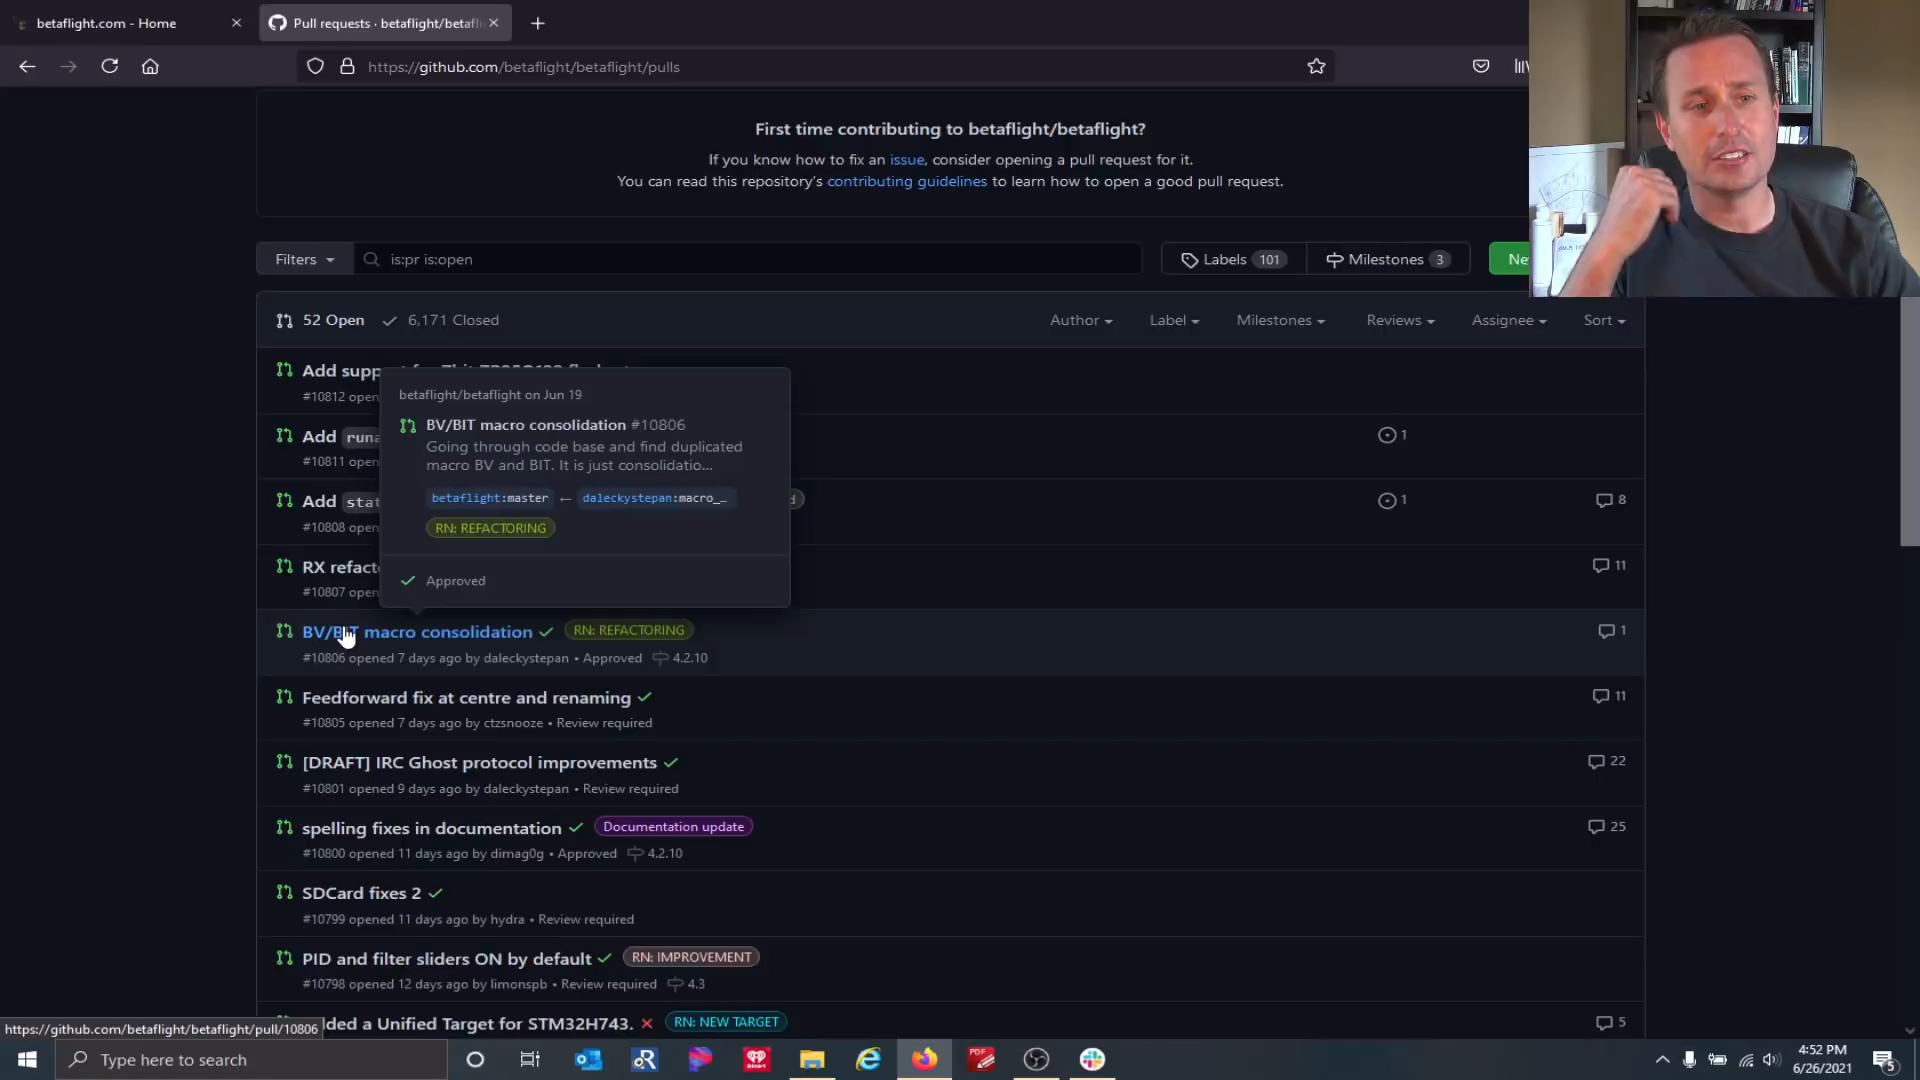 betaflight.com - Home
Pull requests · betaflight/betafli
https://github.com/betaflight/betaflight/pulls
First time contributing to betaflight/betaflight?
If you know how to fix an issue, consider opening a pull request for it.
You can read this repository's contributing guidelines to learn how to open a good pull request.
Filters
is:pr is:open
Labels 101
Milestones 3
Ne
52 Open
6,171 Closed
Author
Label
Milestones
Reviews
Assignee
Sort
Add supp
#10812 open
betaflight/betaflight on Jun 19
BV/BIT macro consolidation #10806
Going through code base and find duplicated
macro BV and BIT. It is just consolidatio...
betaflight:master ← daleckystepan:macro_…
RN: REFACTORING
Approved
Add runa
1
#10811 open
Add stat
d
1
8
#10808 open
RX refact
11
#10807 open
BV/BIT macro consolidation RN: REFACTORING
1
#10806 opened 7 days ago by daleckystepan • Approved 4.2.10
Feedforward fix at centre and renaming
11
#10805 opened 7 days ago by ctzsnooze • Review required
[DRAFT] IRC Ghost protocol improvements
22
#10801 opened 9 days ago by daleckystepan • Review required
spelling fixes in documentation Documentation update
25
#10800 opened 11 days ago by dimag0g • Approved 4.2.10
SDCard fixes 2
#10799 opened 11 days ago by hydra • Review required
PID and filter sliders ON by default RN: IMPROVEMENT
#10798 opened 12 days ago by limonspb • Review required 4.3
ded a Unified Target for STM32H743. RN: NEW TARGET
5
https://github.com/betaflight/betaflight/pull/10806
Type here to search
PDF
4:52 PM
6/26/2021
5